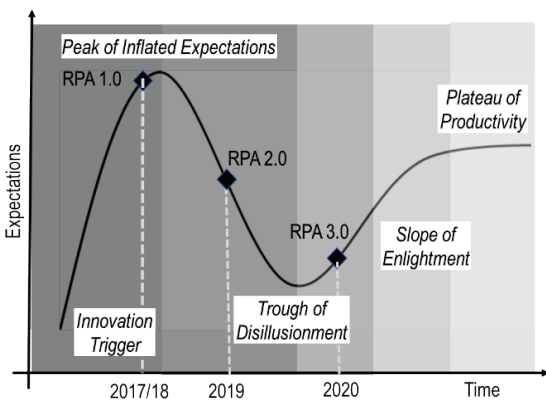 Peak of Inflated Expectations
RPA 1.0
Plateau of
Productivity
RPA 2.0
RPA 3.0
Slope of
Enlightment
Expectations
Trough of
Disillusionment
Innovation
Trigger
2017/18
2019
2020
Time